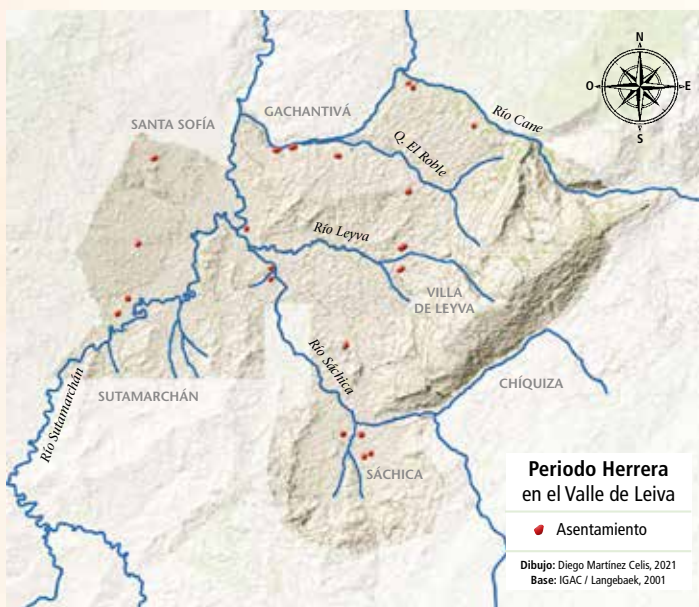 N
O
E
S
SANTA SOFÍA
GACHANTIVÁ
Río Cane
Q. El Roble
Río Leyva
VILLA
DE LEYVA
Río Sáchica
CHÍQUIZA
SUTAMARCHÁN
Río Sutamarchán
SÁCHICA
Periodo Herrera
en el Valle de Leiva
Asentamiento
Dibujo: Diego Martínez Celis, 2021
Base: IGAC / Langebaek, 2001